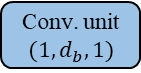 Conv. unit
(1, d_b, 1)